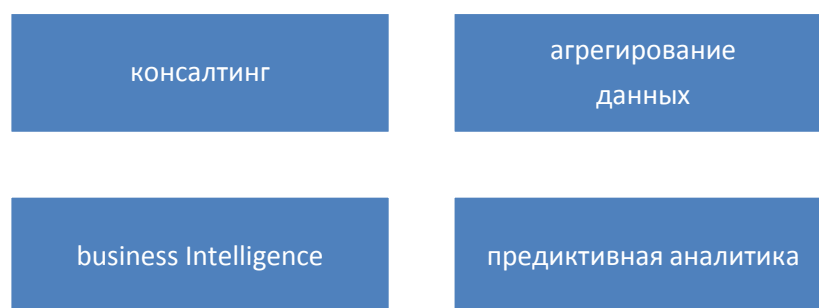 консалтинг
агрегирование
данных
business Intelligence
предиктивная аналитика